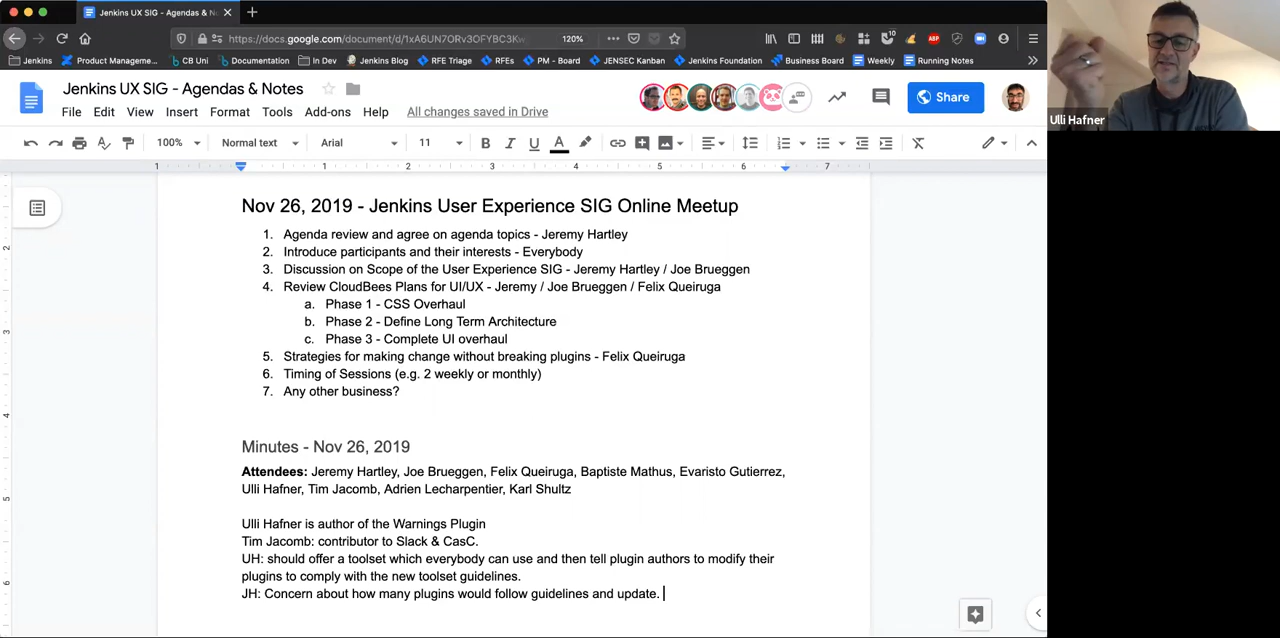 Jenkins UX SIG - Agendas & N
https://docs.google.com/document/d/1xA6UN7ORv3OFYBC3Kw
120%
Jenkins
Product Maneme...
CB Uni
Documentation
In Dev
Jenkins Blog
RFE Triage
RFEs
PM - Board
JENSEC Kanban
Jenkins Foundation
Business Board
Weekly
Running Notes
Jenkins UX SIG - Agendas & Notes
File Edit View Insert Format Tools Add-ons Help All changes saved in Drive
Share
100% Normal text Arial 11
Ulli Hafner
Nov 26, 2019 - Jenkins User Experience SIG Online Meetup
1. Agenda review and agree on agenda topics - Jeremy Hartley
2. Introduce participants and their interests - Everybody
3. Discussion on Scope of the User Experience SIG - Jeremy Hartley / Joe Brueggen
4. Review CloudBees Plans for UI/UX - Jeremy / Joe Brueggen / Felix Queiruga
a. Phase 1 - CSS Overhaul
b. Phase 2 - Define Long Term Architecture
c. Phase 3 - Complete UI overhaul
5. Strategies for making change without breaking plugins - Felix Queiruga
6. Timing of Sessions (e.g. 2 weekly or monthly)
7. Any other business?
Minutes - Nov 26, 2019
Attendees: Jeremy Hartley, Joe Brueggen, Felix Queiruga, Baptiste Mathus, Evaristo Gutierrez,
Ulli Hafner, Tim Jacomb, Adrien Lecharpentier, Karl Shultz
Ulli Hafner is author of the Warnings Plugin
Tim Jacomb: contributor to Slack & CasC.
UH: should offer a toolset which everybody can use and then tell plugin authors to modify their
plugins to comply with the new toolset guidelines.
JH: Concern about how many plugins would follow guidelines and update.